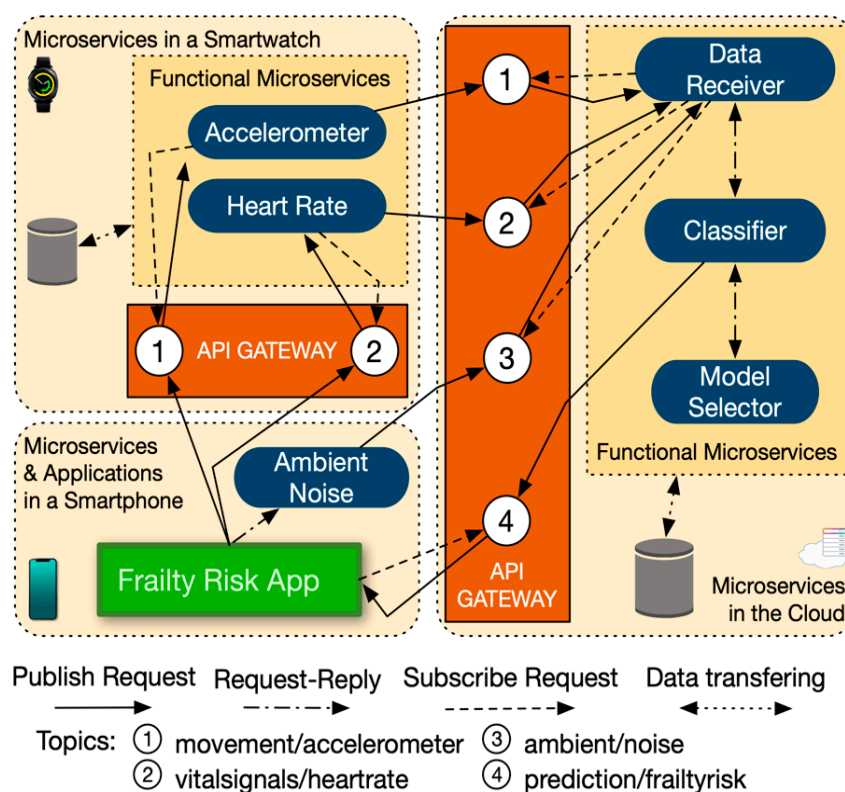 Microservices in a Smartwatch
Functional Microservices
Accelerometer
Heart Rate
1
API GATEWAY
2
Microservices
& Applications
in a Smartphone
Ambient
Noise
Frailty Risk App
1
2
3
4
API
GATEWAY
Data
Receiver
Classifier
Model
Selector
Functional Microservices
Microservices
in the Cloud
Publish Request
Request-Reply
Subscribe Request
Data transfering
Topics:
1 movement/accelerometer
3 ambient/noise
2 vitalsignals/heartrate
4 prediction/frailtyrisk